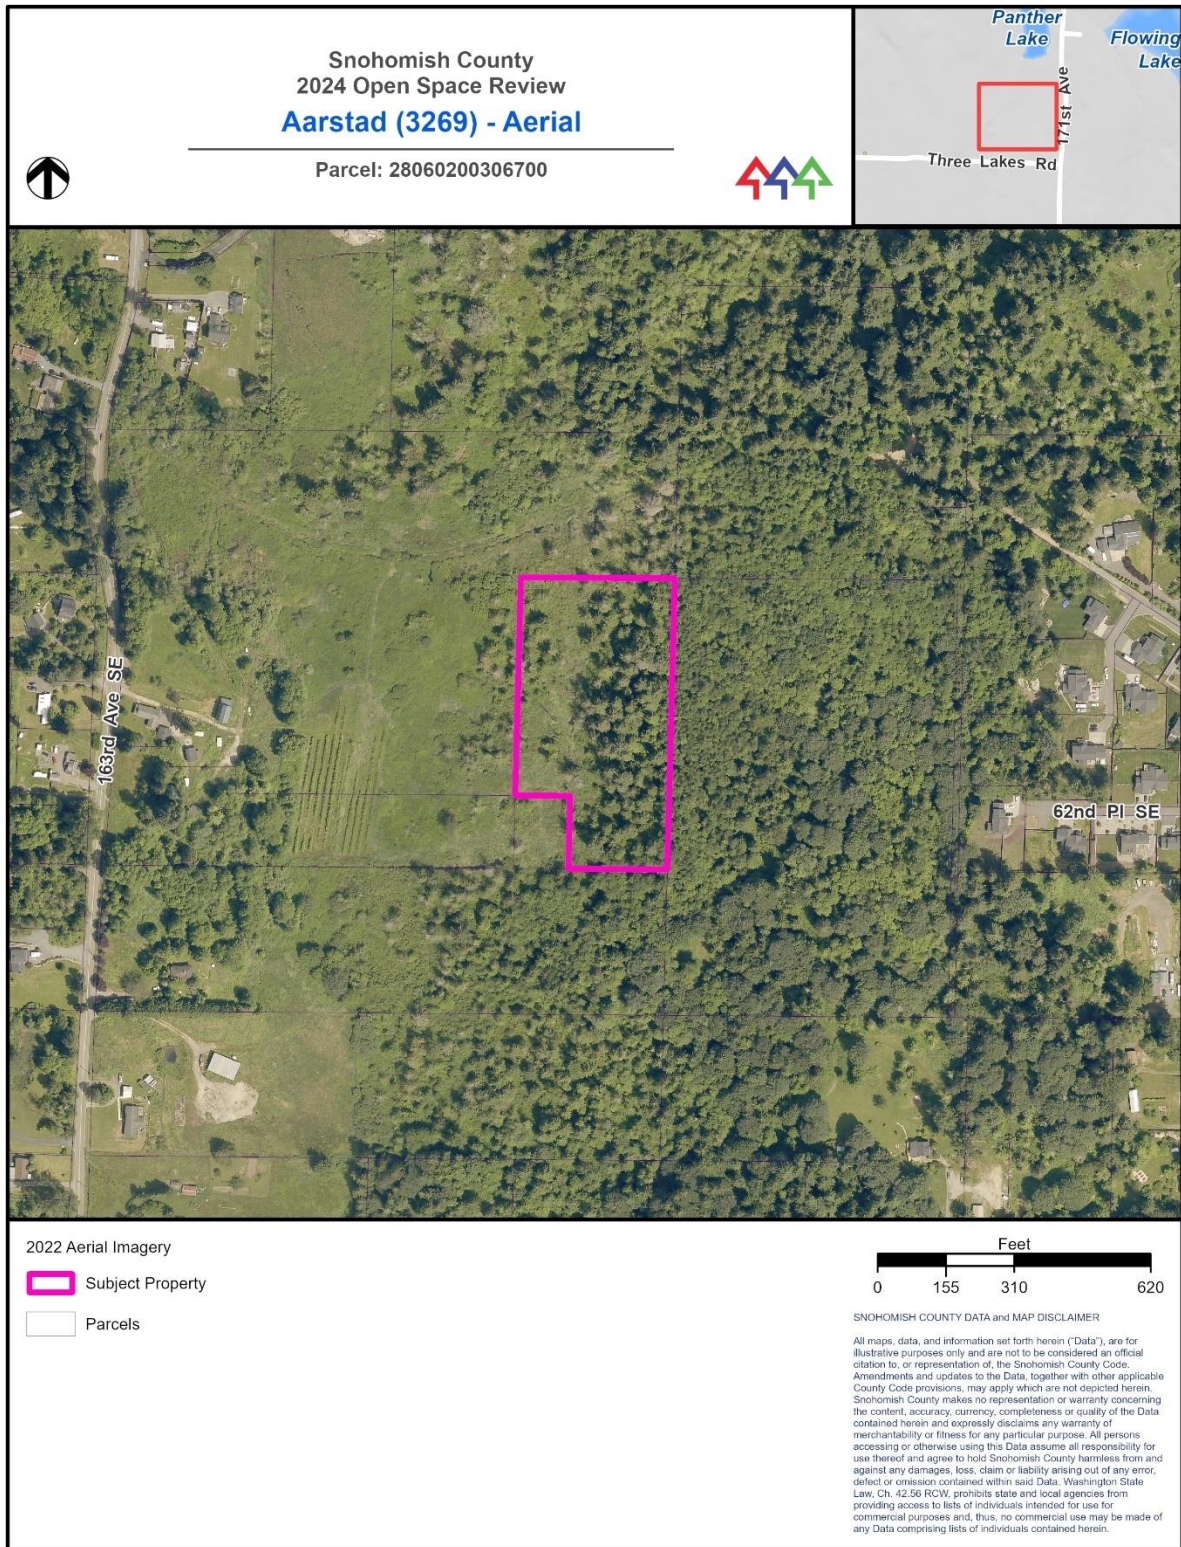 Snohomish County
2024 Open Space Review
Aarstad (3269) - Aerial
Parcel: 28060200306700
Panther
Lake
Flowing
Lake
171st Ave
Three Lakes Rd
163rd Ave SE
62nd Pl SE
2022 Aerial Imagery
Subject Property
Parcels
Feet
0 155 310 620
SNOHOMISH COUNTY DATA and MAP DISCLAIMER
All maps, data, and information set forth herein ("Data"), are for
illustrative purposes only and are not to be considered an official
citation to, or representation of, the Snohomish County Code.
Amendments and updates to the Data, together with other applicable
County Code provisions, may apply which are not depicted herein.
Snohomish County makes no representation or warranty concerning
the content, accuracy, currency, completeness or quality of the Data
contained herein and expressly disclaims any warranty of
merchantability or fitness for any particular purpose. All persons
accessing or otherwise using this Data assume all responsibility for
use thereof and agree to hold Snohomish County harmless from and
against any damages, loss, claim or liability arising out of any error,
defect or omission contained within said Data. Washington State
Law, Ch. 42.56 RCW, prohibits state and local agencies from
providing access to lists of individuals intended for use for
commercial purposes and, thus, no commercial use may be made of
any Data comprising lists of individuals contained herein.